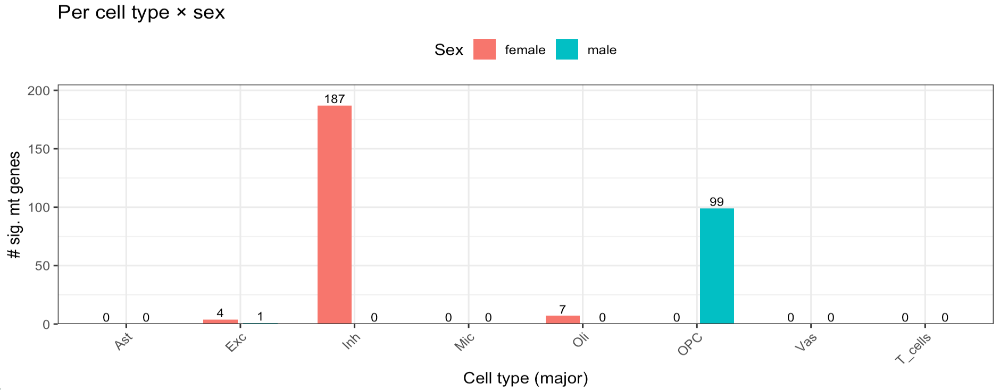 Per cell type × sex
Sex female male
# sig. mt genes
200
150
100
50
0
0 0 4 1 187 0 0 0 7 0 0 99 0 0 0 0
Ast Exc Inh Mic Oli OPC Vas T_cells
Cell type (major)